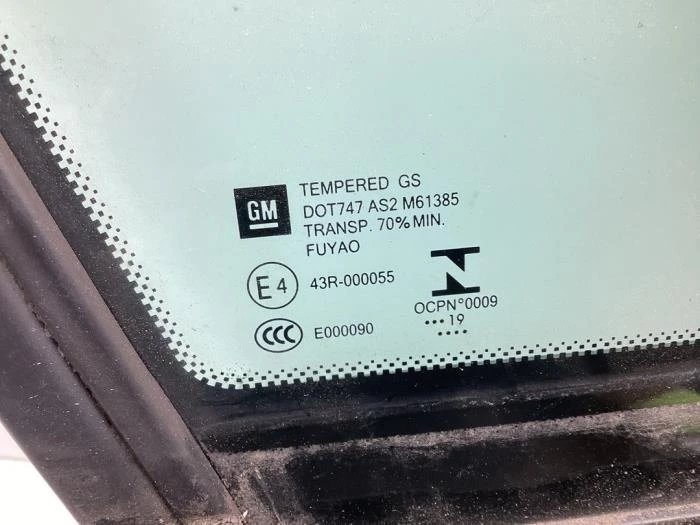 GM
TEMPERED GS
DOT747 AS2 M61385
TRANSP. 70% MIN.
FUYAO
E4 43R-000055
CCC E000090
OCPN°0009
•••19
••••